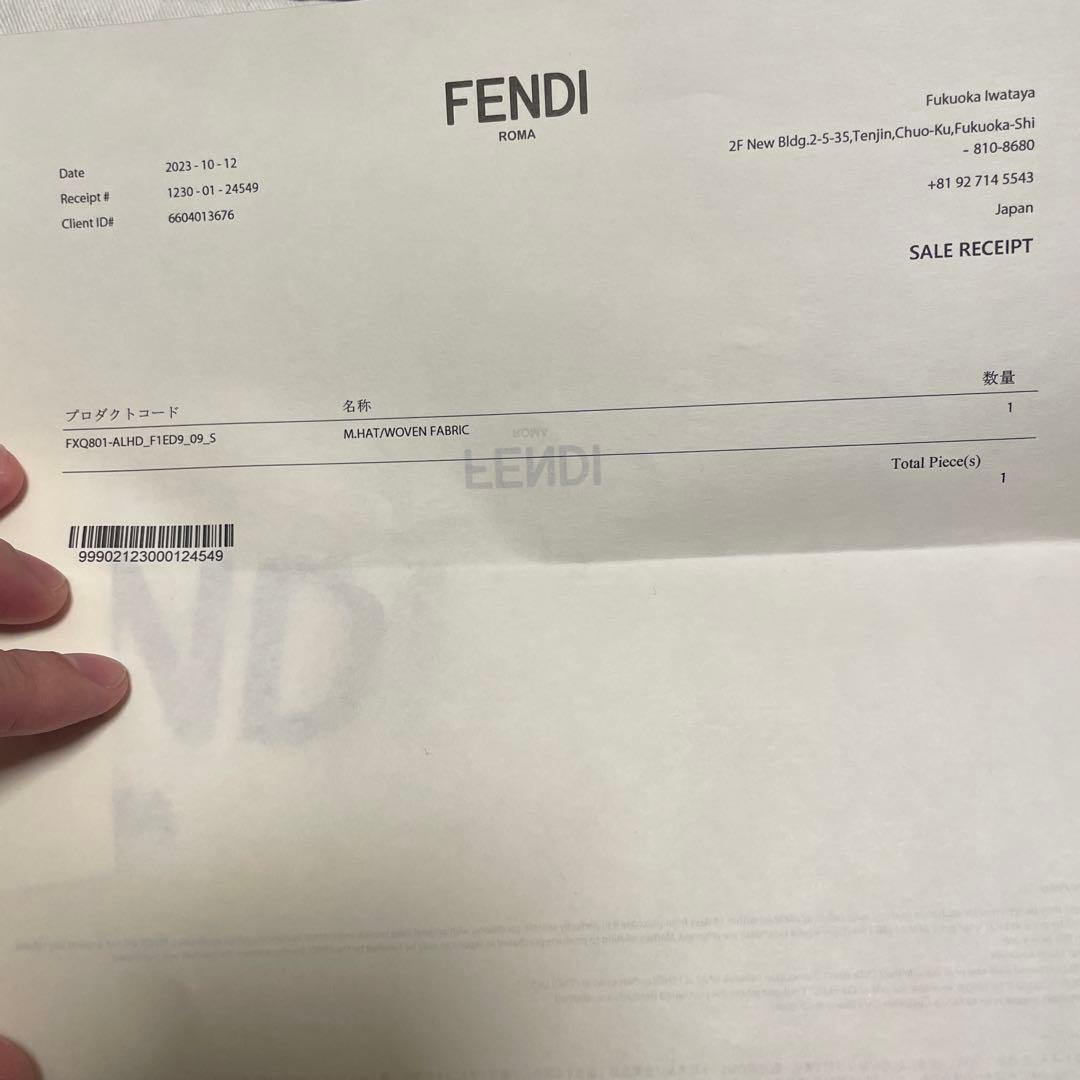 FENDI
ROMA
Fukuoka Iwataya
2F New Bldg.2-5-35,Tenjin,Chuo-Ku,Fukuoka-Shi
- 810-8680
+81 92 714 5543
Japan
SALE RECEIPT
Date 2023 - 10 - 12
Receipt # 1230 - 01 - 24549
Client ID# 6604013676
プロダクトコード 名称 数量
FXQ801-ALHD_F1ED9_09_S M.HAT/WOVEN FABRIC 1
Total Piece(s)
1
99902123000124549
ROMA
FENDI